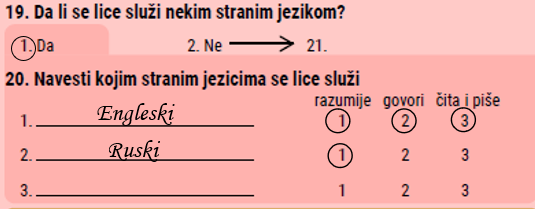 19. Da li se lice služi nekim stranim jezikom?
1. Da 2. Ne 21.
20. Navesti kojim stranim jezicima se lice služi
razumije govori čita i piše
1. Engleski 1 2 3
2. Ruski 1 2 3
3. 1 2 3